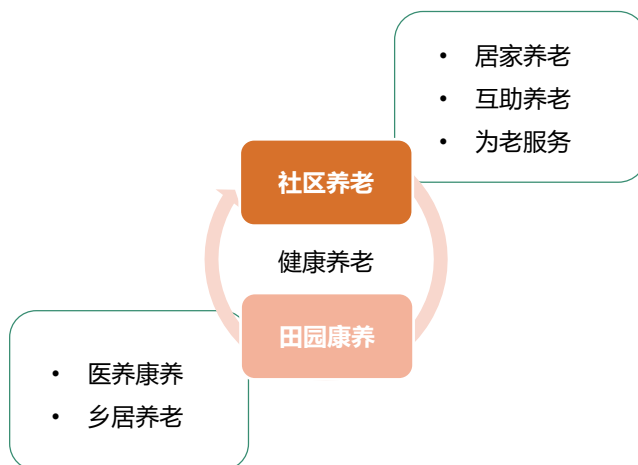 • 居家养老
• 互助养老
• 为老服务
社区养老
健康养老
田园康养
• 医养康养
• 乡居养老